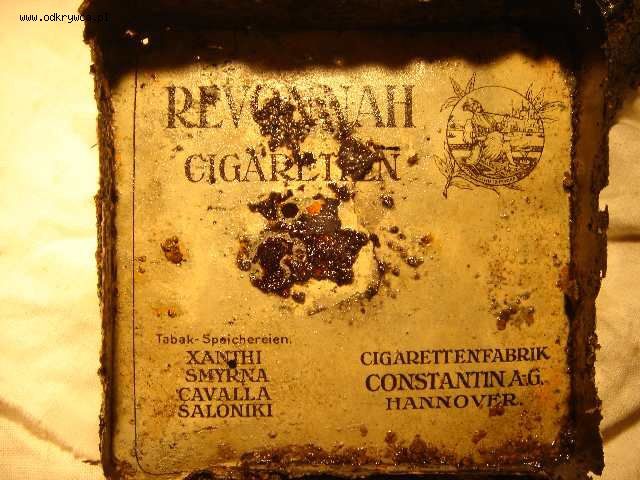 www.odkrywca.pl
REVONNAH
CIGARETTEN
Tabak-Speichereien.
XANTHI
SMYRNA
CAVALLA
SALONIKI
CIGARETTENFABRIK
CONSTANTIN A-G.
HANNOVER.